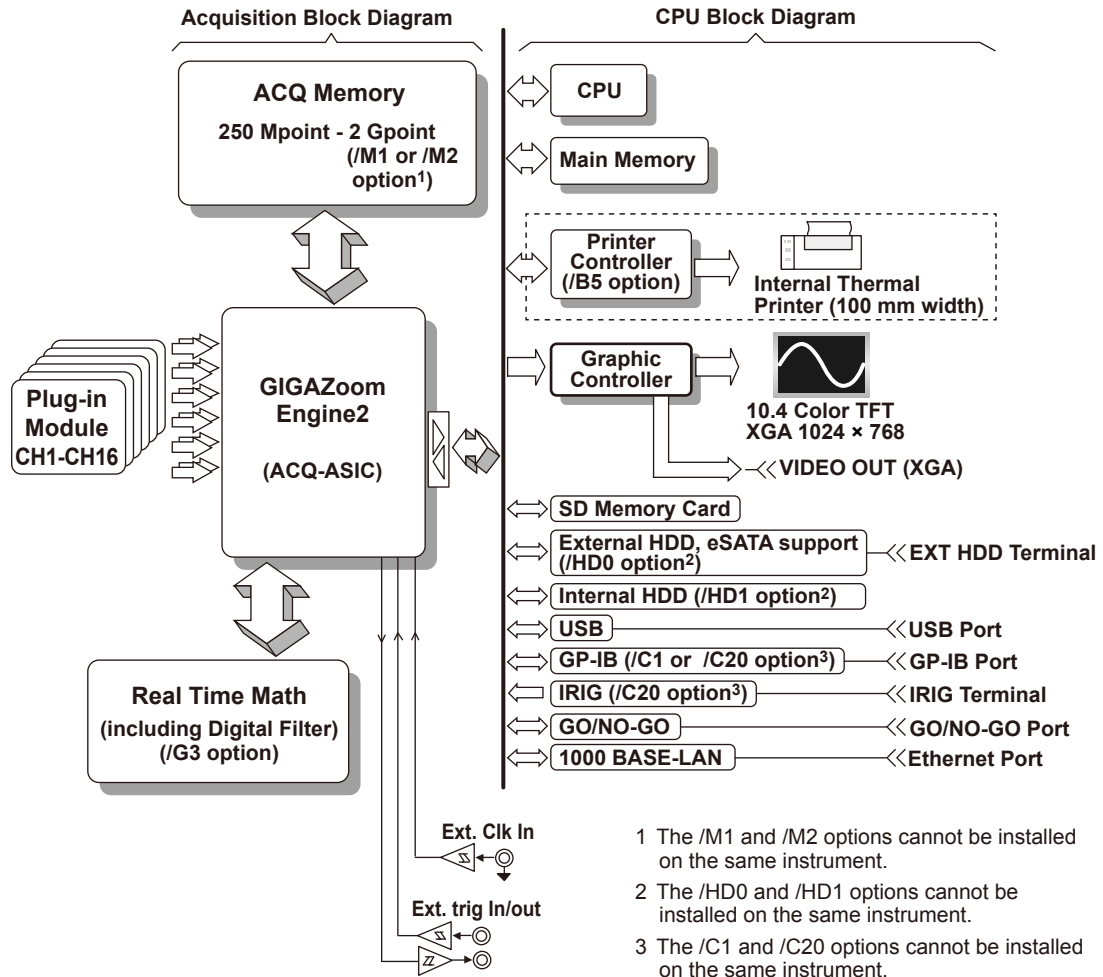 Acquisition Block Diagram
CPU Block Diagram
ACQ Memory
250 Mpoint - 2 Gpoint
(/M1 or /M2
option¹)
CPU
Main Memory
Printer
Controller
(/B5 option)
Internal Thermal
Printer (100 mm width)
Plug-in
Module
CH1-CH16
GIGAZoom
Engine2
(ACQ-ASIC)
Graphic
Controller
10.4 Color TFT
XGA 1024 × 768
VIDEO OUT (XGA)
SD Memory Card
External HDD, eSATA support
(/HD0 option²)
EXT HDD Terminal
Internal HDD (/HD1 option²)
USB
USB Port
GP-IB (/C1 or /C20 option³)
GP-IB Port
IRIG (/C20 option³)
IRIG Terminal
GO/NO-GO
GO/NO-GO Port
1000 BASE-LAN
Ethernet Port
Real Time Math
(including Digital Filter)
(/G3 option)
Ext. Clk In
Ext. trig In/out
1 The /M1 and /M2 options cannot be installed
on the same instrument.
2 The /HD0 and /HD1 options cannot be
installed on the same instrument.
3 The /C1 and /C20 options cannot be installed
on the same instrument.